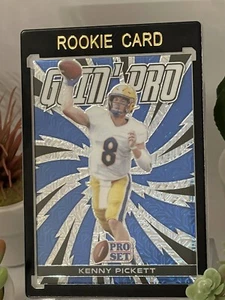 ROOKIE CARD
GOIN' PRO
8
PRO
SET
KENNY PICKETT